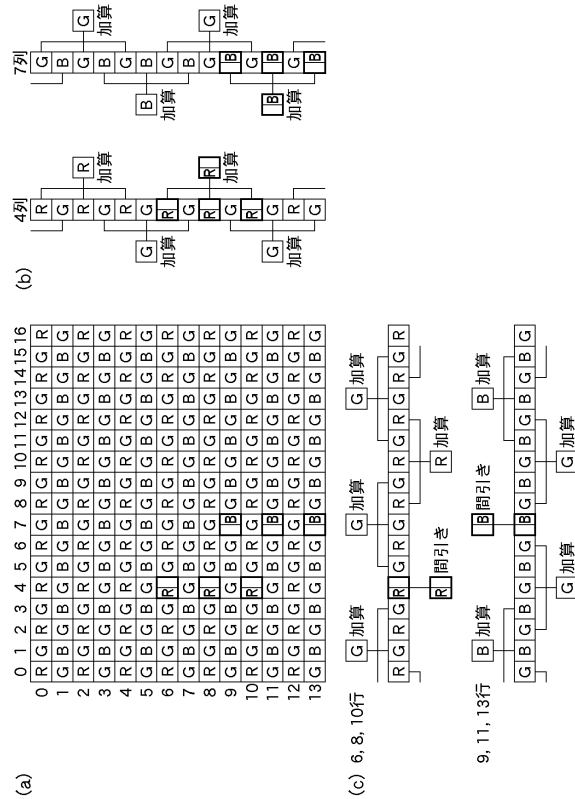 (a)
0 1 2 3 4 5 6 7 8 9 10 11 12 13 14 15 16
0 R G R G R G R G R G R G R G R G R
1 G B G B G B G B G B G B G B G B G
2 R G R G R G R G R G R G R G R G R
3 G B G B G B G B G B G B G B G B G
4 R G R G R G R G R G R G R G R G R
5 G B G B G B G B G B G B G B G B G
6 R G R G R G R G R G R G R G R G R
7 G B G B G B G B G B G B G B G B G
8 R G R G R G R G R G R G R G R G R
9 G B G B G B G B G B G B G B G B G
10 R G R G R G R G R G R G R G R G R
11 G B G B G B G B G B G B G B G B G
12 R G R G R G R G R G R G R G R G R
13 G B G B G B G B G B G B G B G B G
(b)
4列
R G R G R G R G R G R G R G
R 加算
G 加算
R 加算
G 加算
7列
G B G B G B G B G B G B G B
G 加算
B 加算
G 加算
B 加算
(c) 6, 8, 10行
G 加算 G 加算 G 加算
R G R G R G R G R G R G R G R G R
R 間引き R 加算
9, 11, 13行
B 加算 B 間引き B 加算
G B G B G B G B G B G B G B G B G
G 加算 G 加算